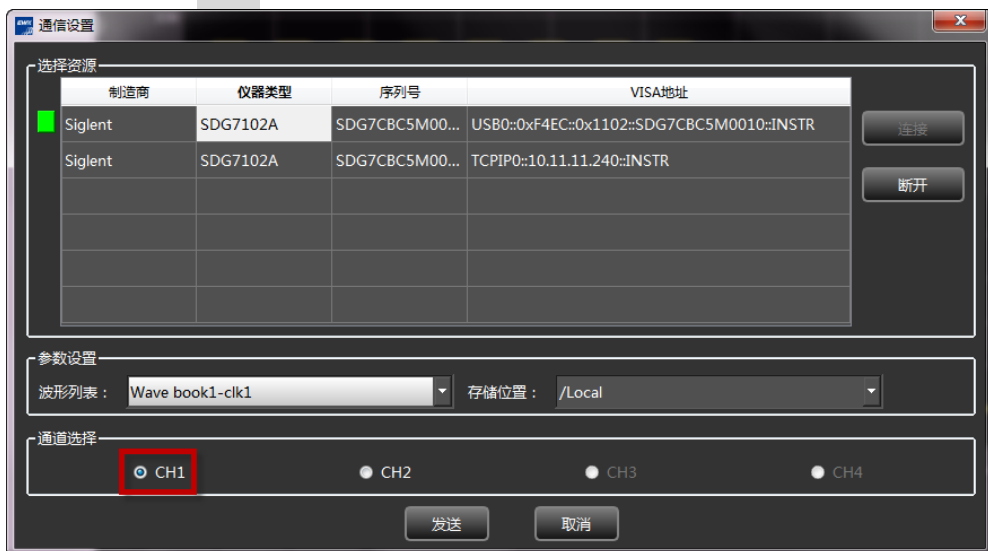 通信设置
选择资源
制造商 仪器类型 序列号 VISA地址
Siglent SDG7102A SDG7CBC5M00... USB0::0xF4EC::0x1102::SDG7CBC5M0010::INSTR 连接
Siglent SDG7102A SDG7CBC5M00... TCPIP0::10.11.11.240::INSTR
断开
参数设置
波形列表： Wave book1-clk1 存储位置： /Local
通道选择
CH1 CH2 CH3 CH4
发送 取消